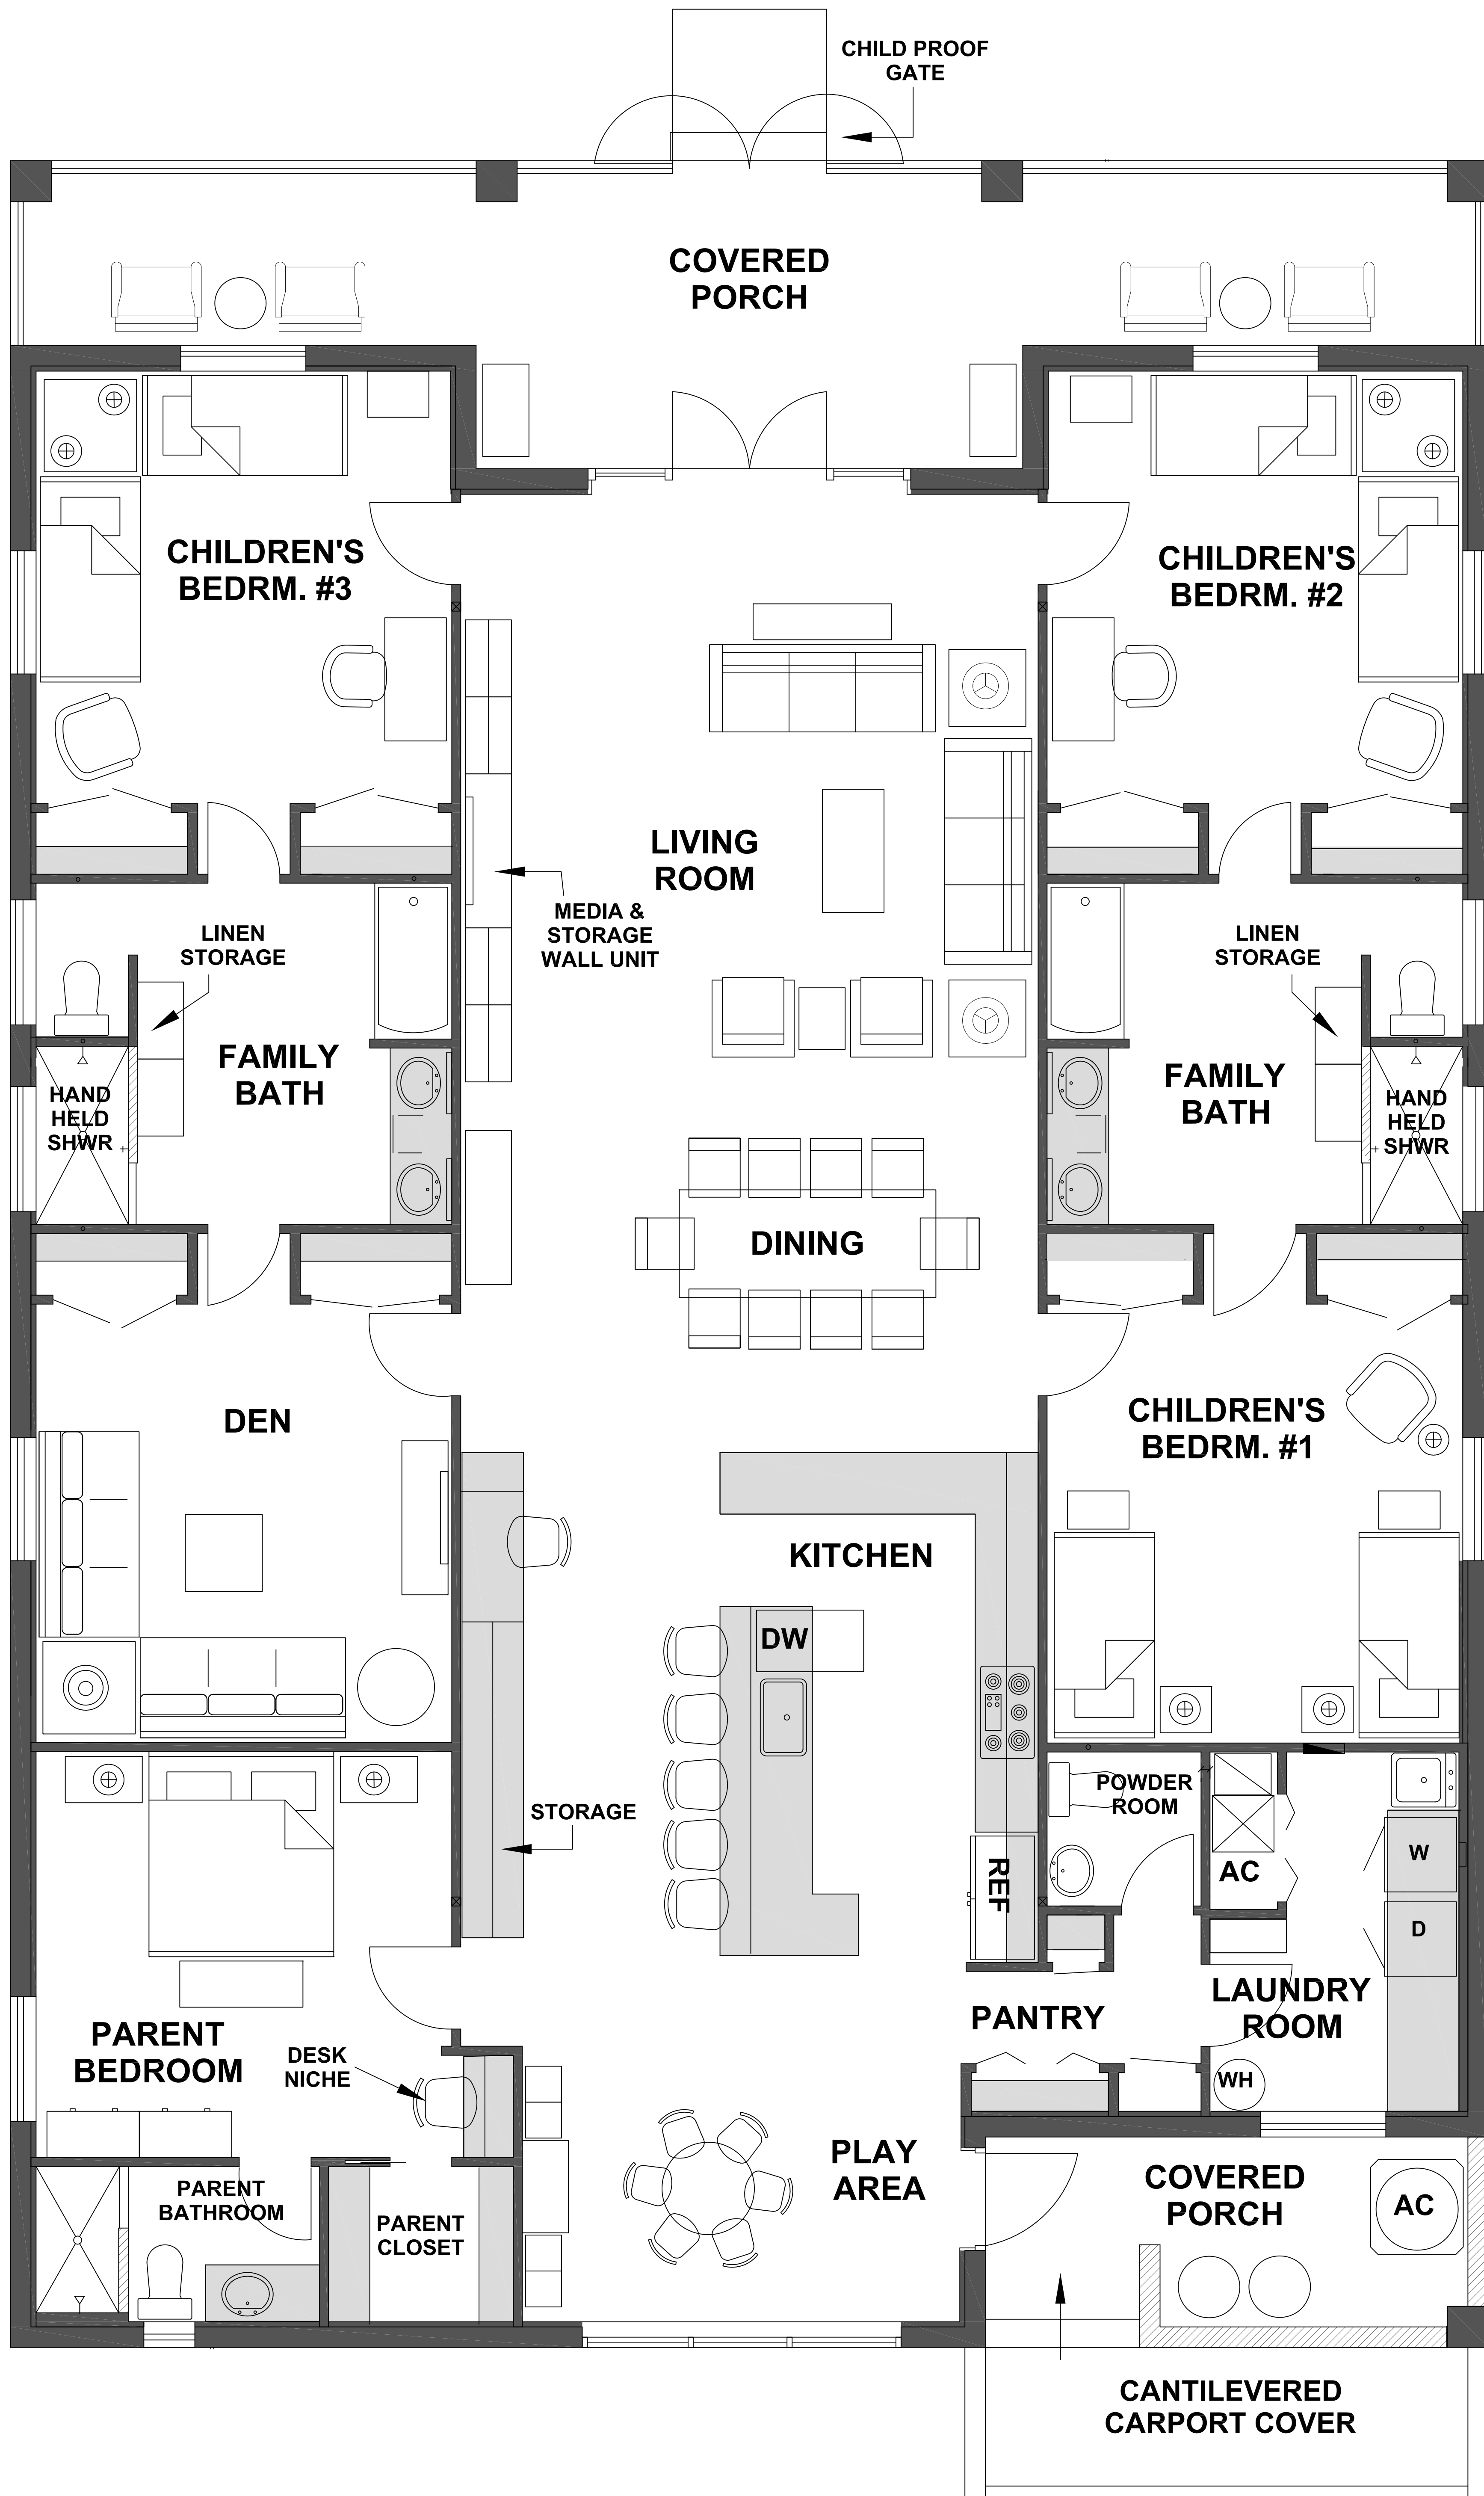 CHILD PROOF
GATE
COVERED
PORCH
CHILDREN'S
BEDRM. #3
CHILDREN'S
BEDRM. #2
LIVING
ROOM
MEDIA &
STORAGE
WALL UNIT
LINEN
STORAGE
LINEN
STORAGE
FAMILY
BATH
FAMILY
BATH
HAND
HELD
SHWR
HAND
HELD
SHWR
DINING
DEN
CHILDREN'S
BEDRM. #1
KITCHEN
DW
STORAGE
POWDER
ROOM
AC
W
REF
D
LAUNDRY
ROOM
PANTRY
PARENT
BEDROOM
DESK
NICHE
WH
PLAY
AREA
COVERED
PORCH
AC
PARENT
BATHROOM
PARENT
CLOSET
CANTILEVERED
CARPORT COVER